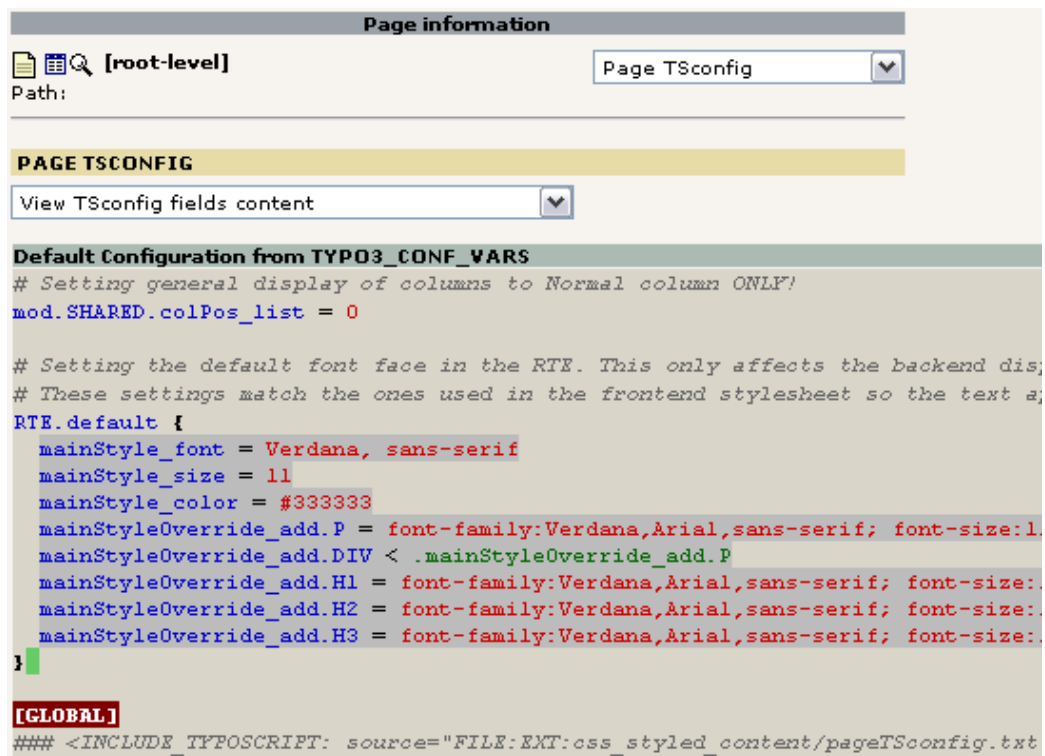 Page information
[root-level]
Page TSconfig
Path:
PAGE TSCONFIG
View TSconfig fields content
Default Configuration from TYPO3_CONF_VARS
# Setting general display of columns to Normal column ONLY!
mod.SHARED.colPos_list = 0
# Setting the default font face in the RTE. This only affects the backend
# These settings match the ones used in the frontend stylesheet so the text
RTE.default {
mainStyle_font = Verdana, sans-serif
mainStyle_size = 11
mainStyle_color = #333333
mainStyleOverride_add.P = font-family:Verdana,Arial,sans-serif;
mainStyleOverride_add.DIV < .mainStyleOverride_add.P
mainStyleOverride_add.H1 = font-family:Verdana,Arial,sans-serif; font-size:
mainStyleOverride_add.H2 = font-family:Verdana,Arial,sans-serif; font-size:
mainStyleOverride_add.H3 = font-family:Verdana,Arial,sans-serif; font-size:
}
[GLOBAL]
### <INCLUDE_TYPOSCRIPT: source="FILE:EXT:css_styled_content/pageTSconfig.txt